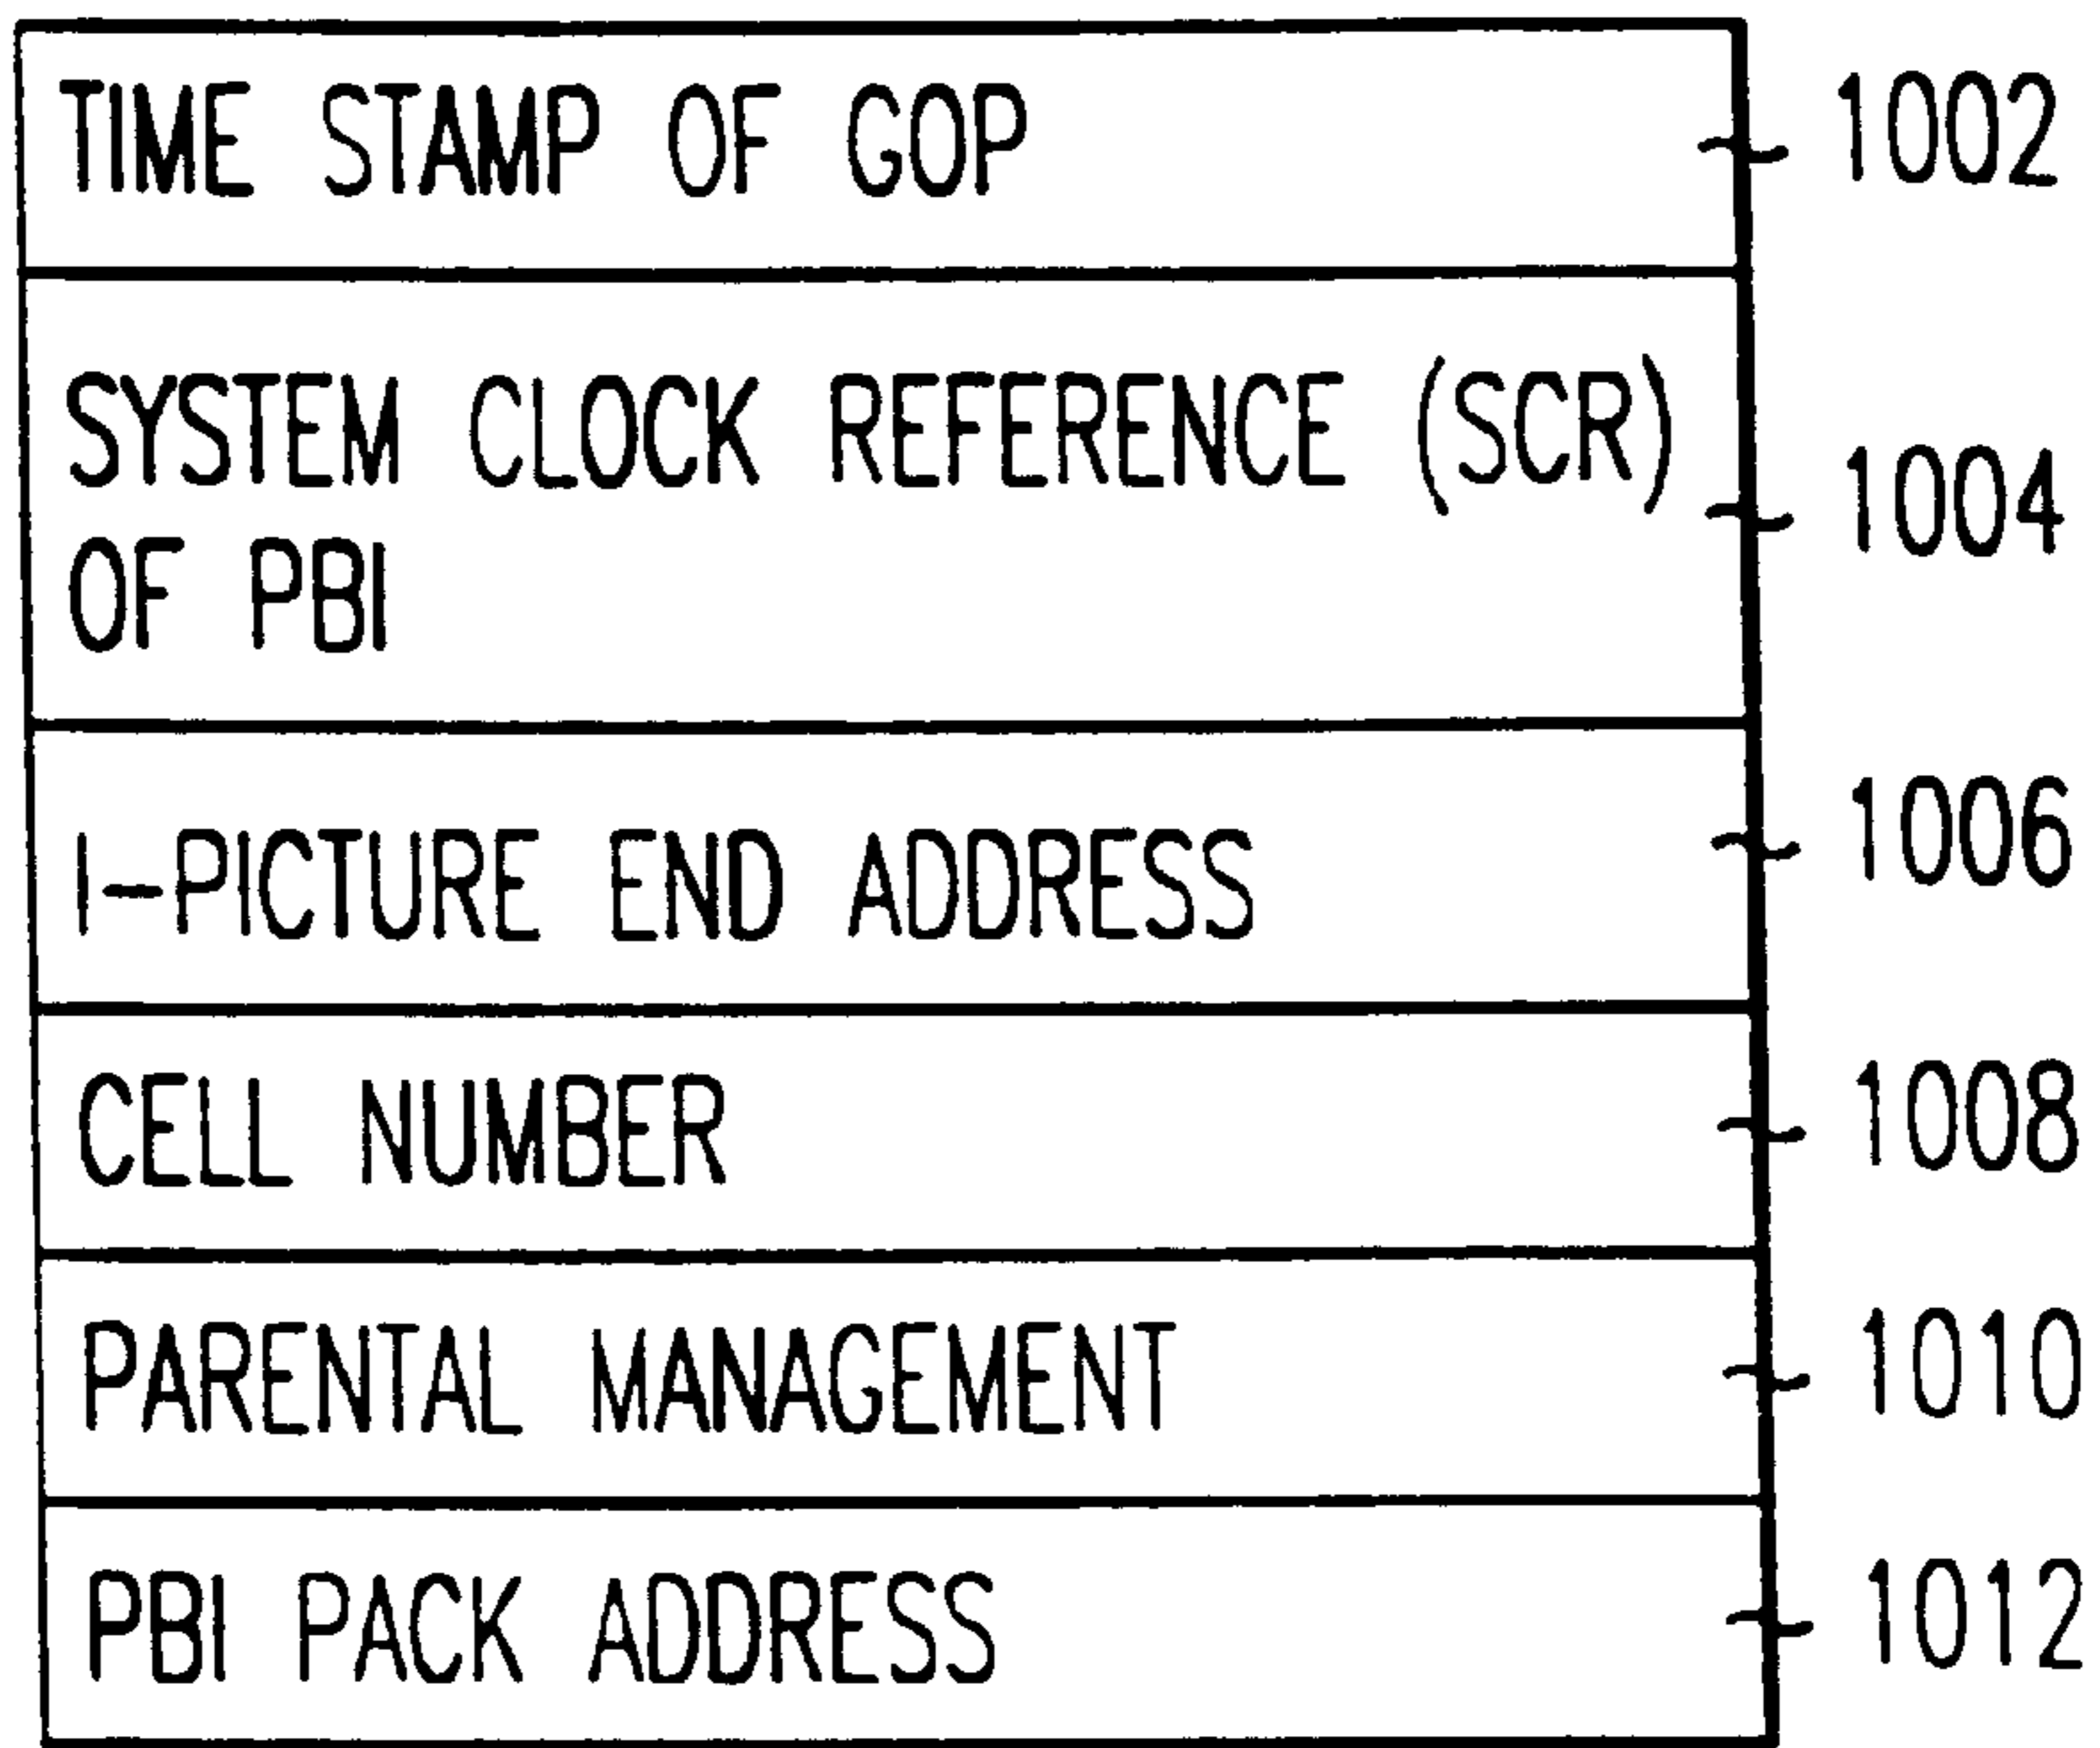 TIME STAMP OF GOP 1002
SYSTEM CLOCK REFERENCE (SCR)
OF PBI 1004
I-PICTURE END ADDRESS 1006
CELL NUMBER 1008
PARENTAL MANAGEMENT 1010
PBI PACK ADDRESS 1012